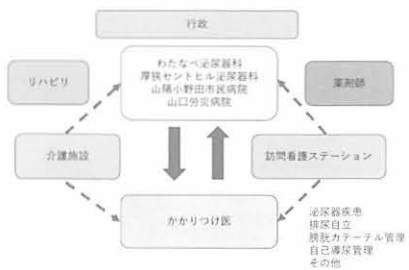 行政
わたなべ泌尿器科
厚狭セントヒル泌尿器科
山陽小野田市民病院
山口労災病院
リハビリ
薬剤師
介護施設
訪問看護ステーション
かかりつけ医
泌尿器疾患
排尿自立
膀胱カテーテル管理
自己導尿管理
その他